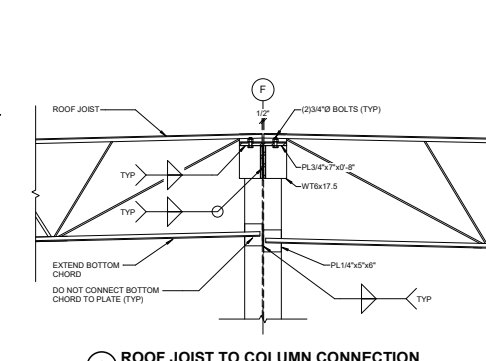 F
1/2"
ROOF JOIST
(2)3/4"Ø BOLTS (TYP)
TYP
PL3/4"x7"x0'-8"
WT6x17.5
TYP
EXTEND BOTTOM
CHORD
PL1/4"x5"x6"
DO NOT CONNECT BOTTOM
CHORD TO PLATE (TYP)
TYP
ROOF JOIST TO COLUMN CONNECTION